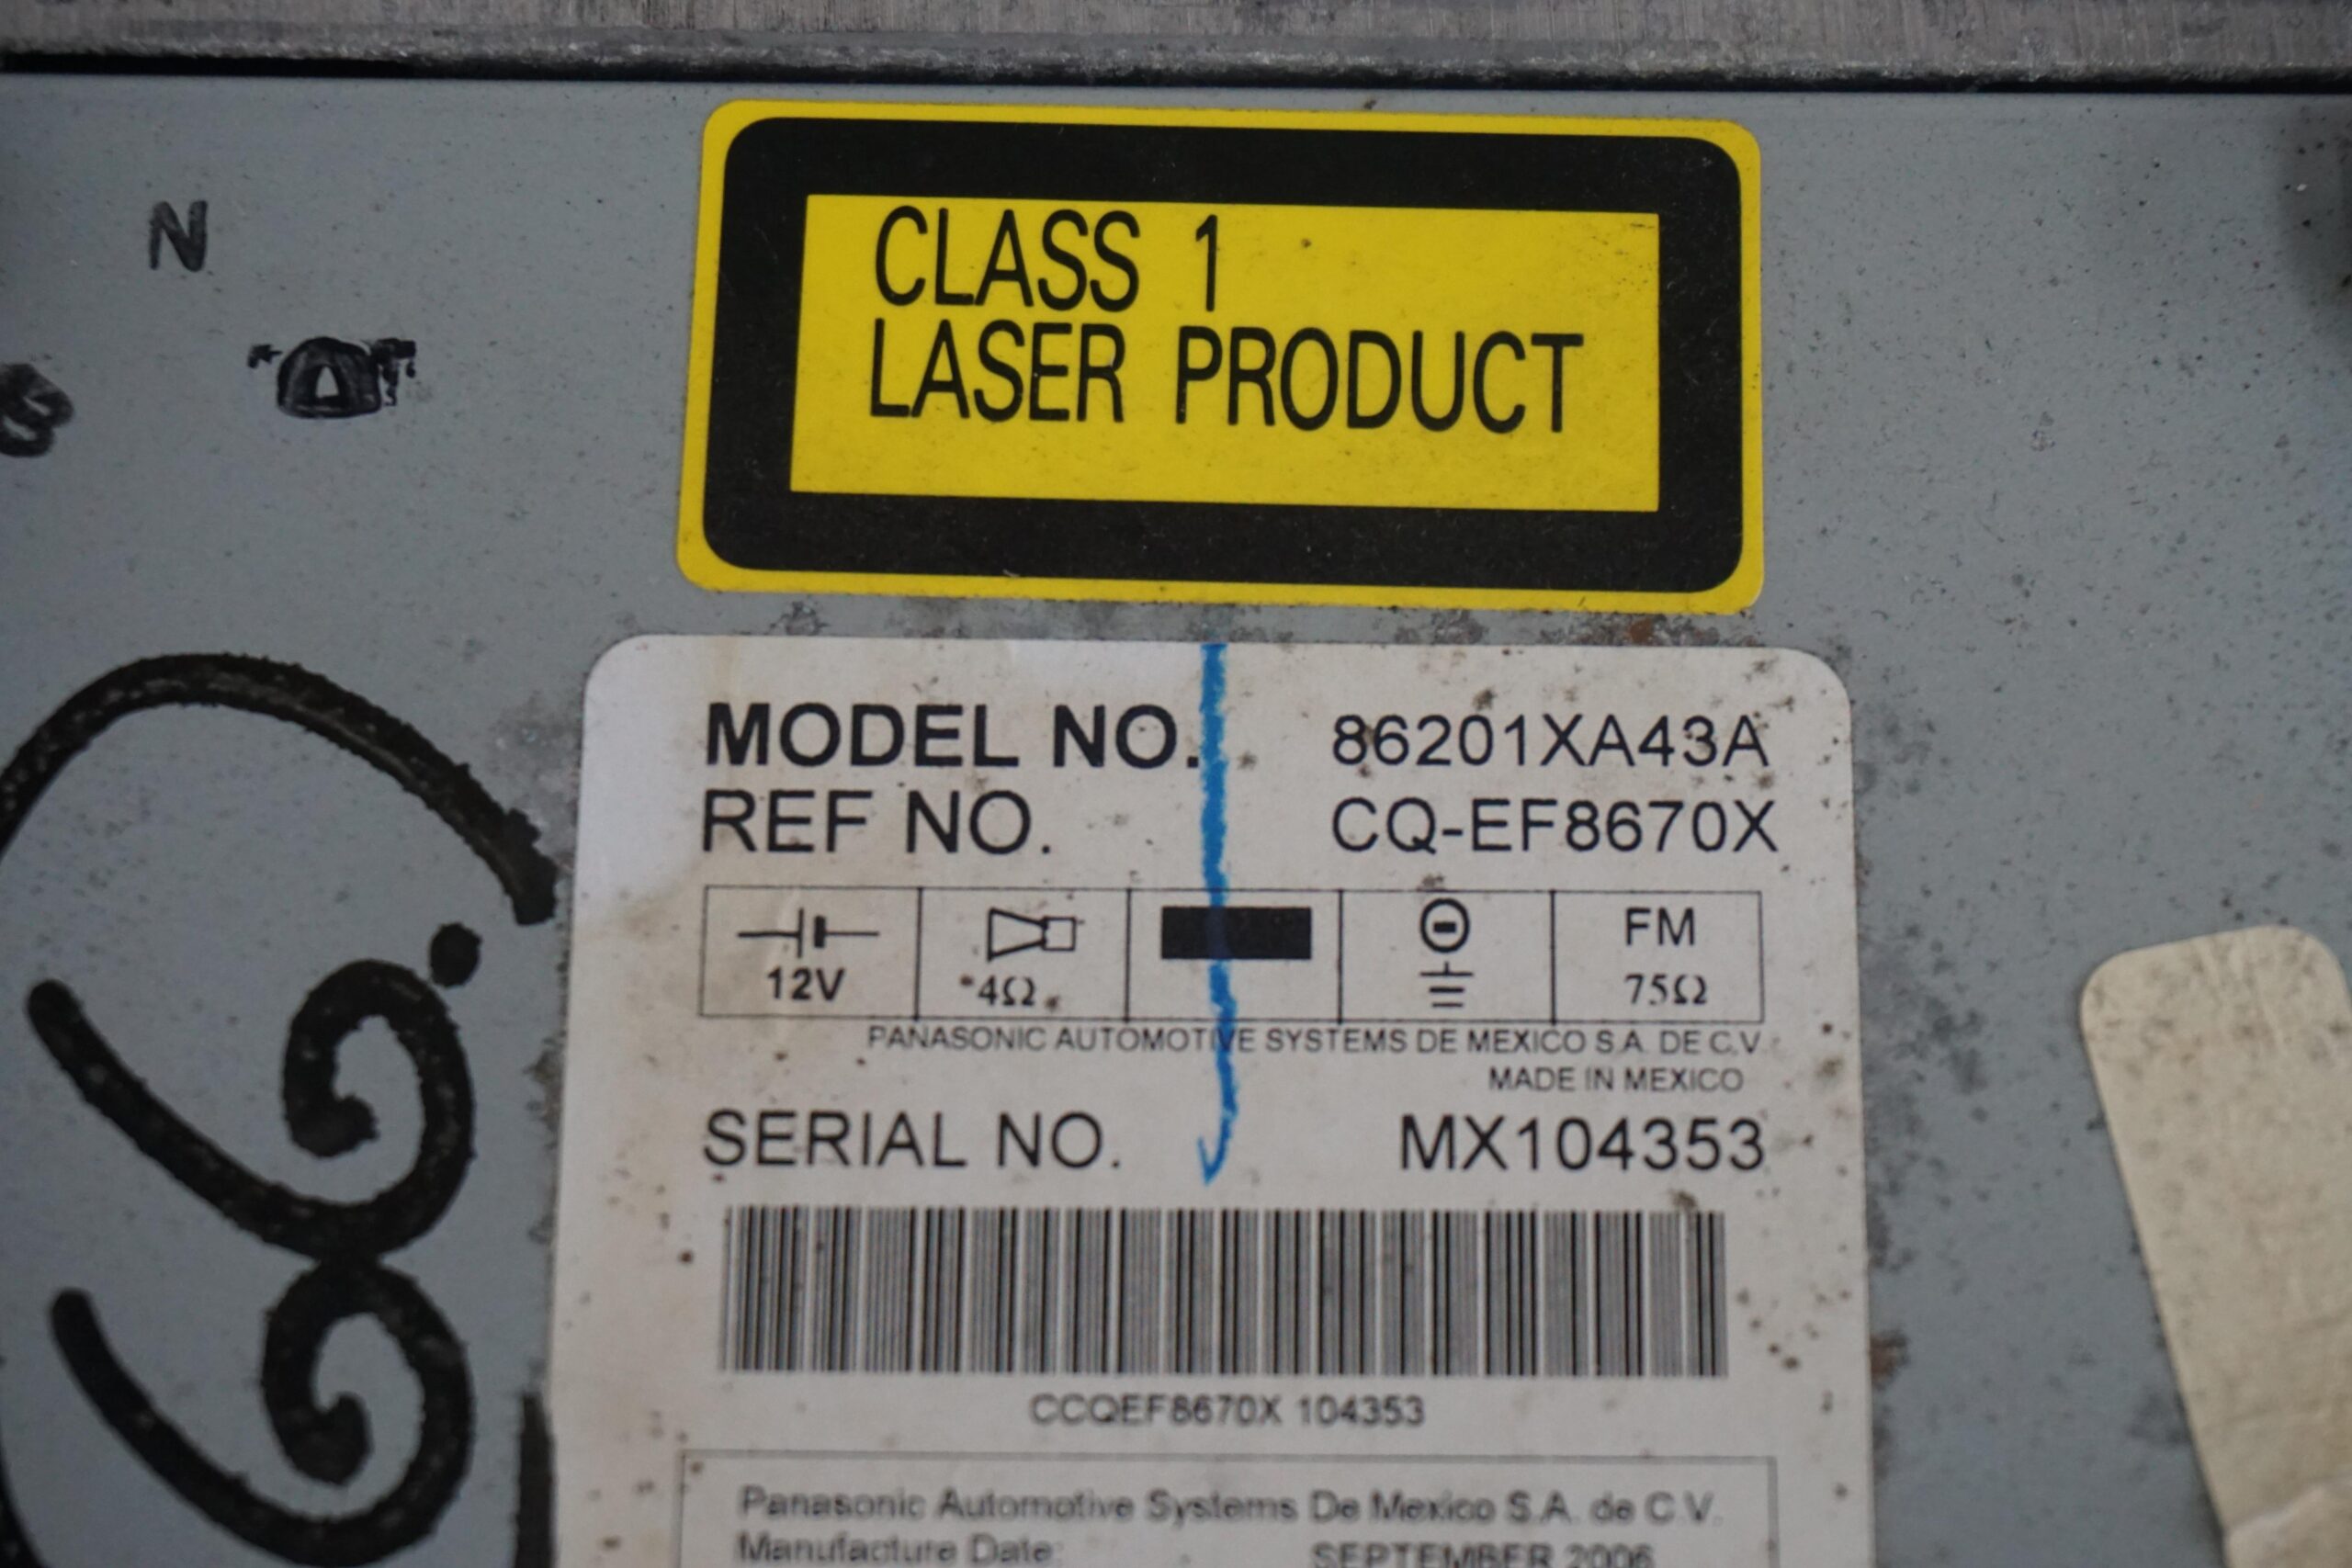 N
CLASS 1
LASER PRODUCT
MODEL NO. 86201XA43A
REF NO. CQ-EF8670X
12V 4Ω FM 75Ω
PANASONIC AUTOMOTIVE SYSTEMS DE MEXICO S.A. DE C.V.
MADE IN MEXICO
SERIAL NO. MX104353
CCQEF8670X 104353
Panasonic Automotive Systems De Mexico S.A. de C.V.
Manufacture Date: SEPTEMBER 2006